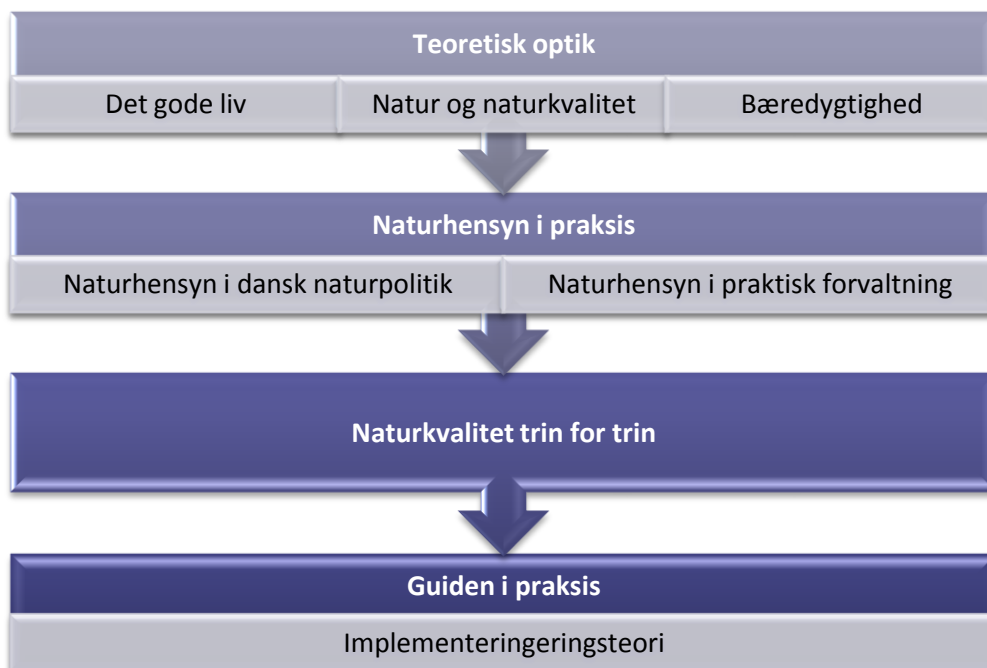 Teoretisk optik
Det gode liv
Natur og naturkvalitet
Bæredygtighed
Naturhensyn i praksis
Naturhensyn i dansk naturpolitik
Naturhensyn i praktisk forvaltning
Naturkvalitet trin for trin
Guiden i praksis
Implementeringeringsteori